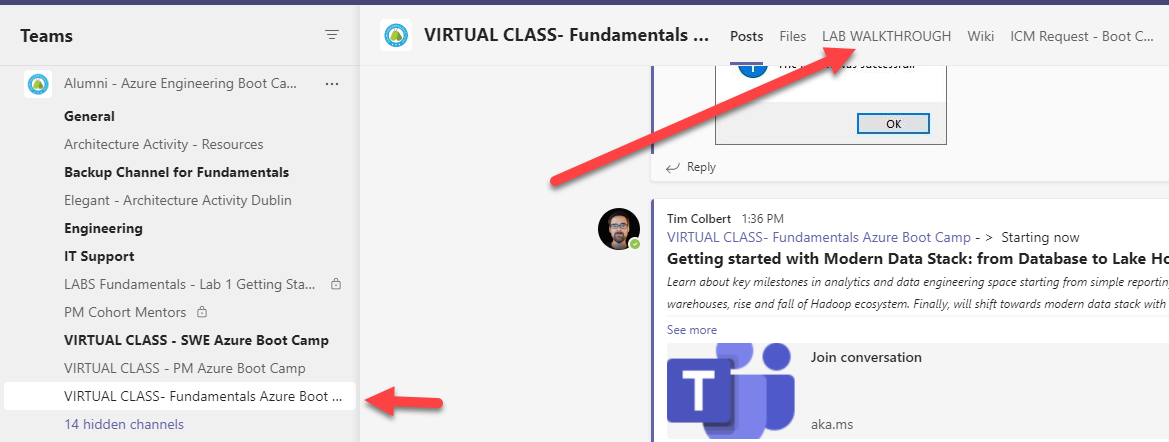 Teams
Alumni - Azure Engineering Boot Ca...
General
Architecture Activity - Resources
Backup Channel for Fundamentals
Elegant - Architecture Activity Dublin
Engineering
IT Support
LABS Fundamentals - Lab 1 Getting Sta...
PM Cohort Mentors
VIRTUAL CLASS - SWE Azure Boot Camp
VIRTUAL CLASS - PM Azure Boot Camp
VIRTUAL CLASS- Fundamentals Azure Boot ...
14 hidden channels
VIRTUAL CLASS- Fundamentals ... Posts Files LAB WALKTHROUGH Wiki ICM Request - Boot C...
OK
Reply
Tim Colbert 1:36 PM
VIRTUAL CLASS- Fundamentals Azure Boot Camp - > Starting now
Getting started with Modern Data Stack: from Database to Lake Ho
Learn about key milestones in analytics and data engineering space starting from simple reporting
warehouses, rise and fall of Hadoop ecosystem. Finally, will shift towards modern data stack with
See more
T
Join conversation
aka.ms